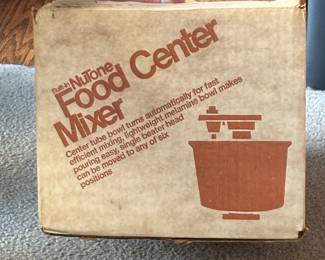 Built-In NuTone
Food Center
Mixer
Center tube bowl turns automatically for fast
efficient mixing, lightweight melamine bowl makes
pouring easy, single beater head
can be moved to any of six
positions